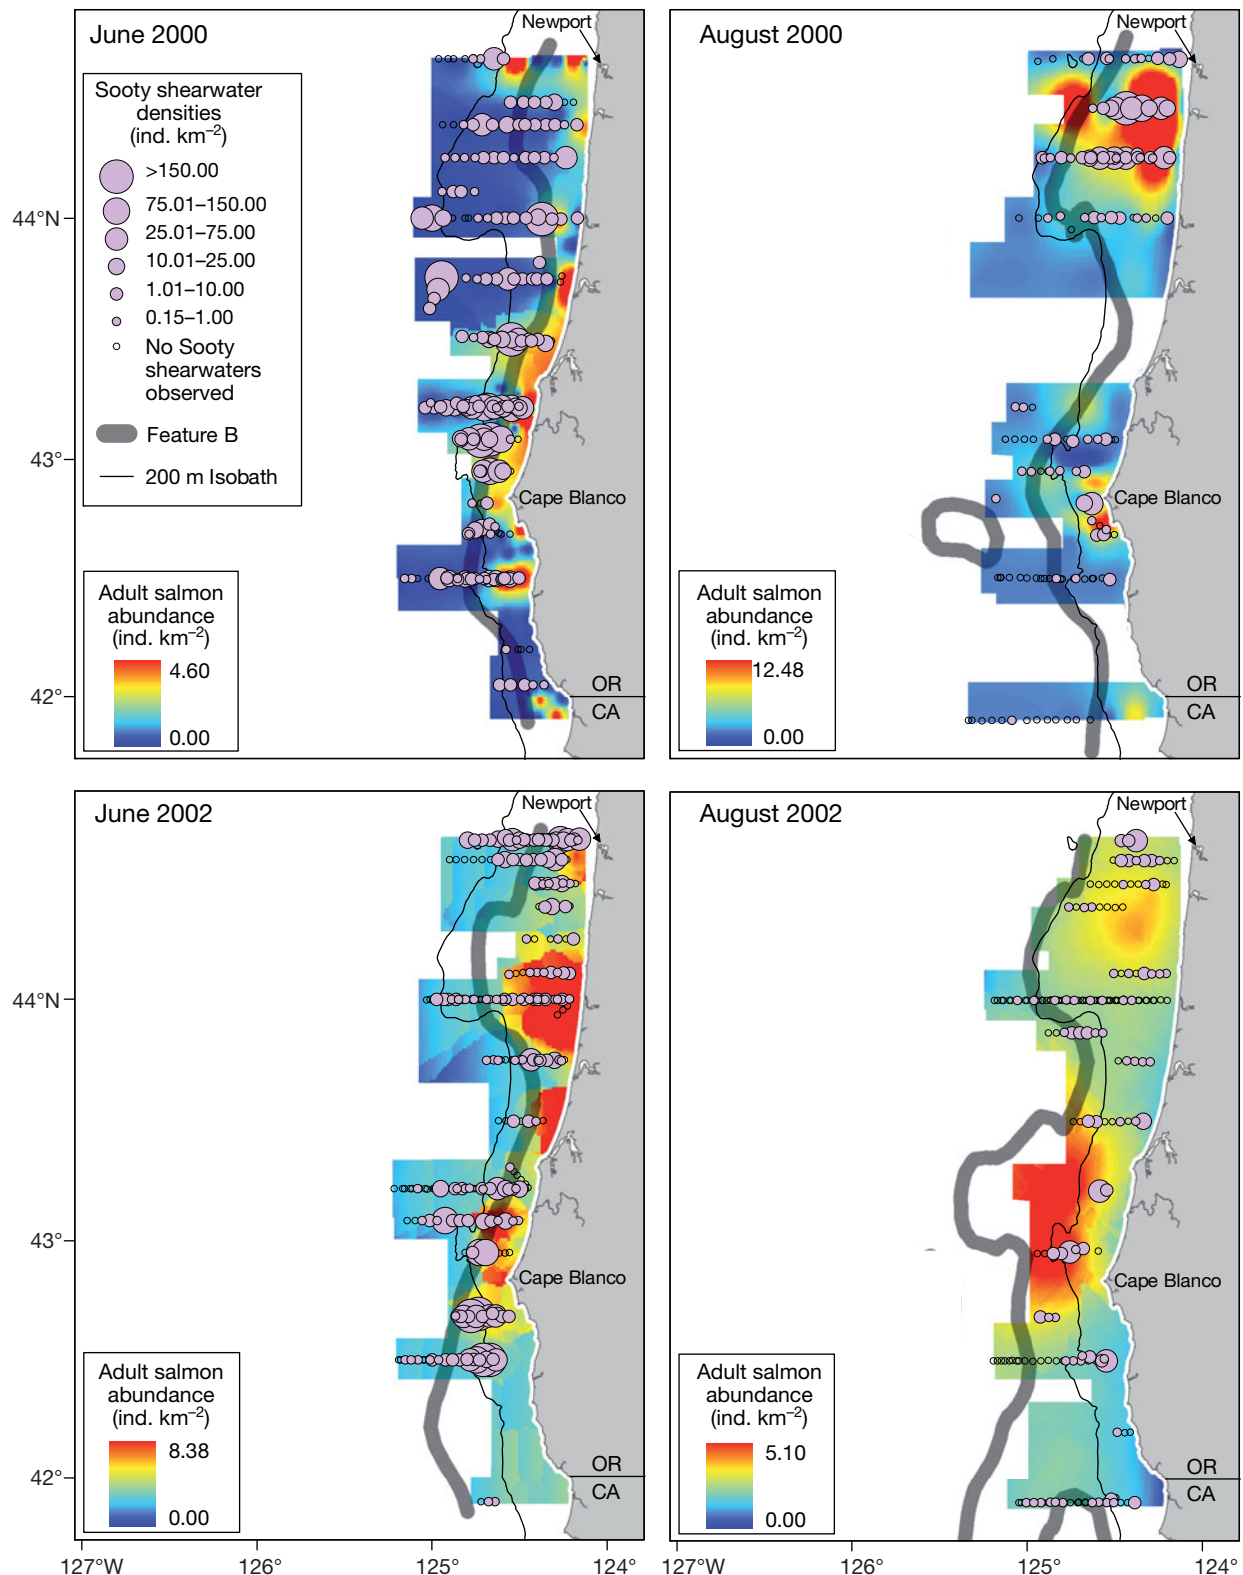 June 2000
Newport
Sooty shearwater
densities
(ind. km–2)
>150.00
75.01–150.00
25.01–75.00
10.01–25.00
1.01–10.00
0.15–1.00
No Sooty
shearwaters
observed
Feature B
200 m Isobath
44°N
43°
42°
Cape Blanco
Adult salmon
abundance
(ind. km–2)
4.60
0.00
OR
CA
August 2000
Newport
Cape Blanco
Adult salmon
abundance
(ind. km–2)
12.48
0.00
OR
CA
June 2002
Newport
44°N
43°
42°
Cape Blanco
Adult salmon
abundance
(ind. km–2)
8.38
0.00
OR
CA
127°W
126°
125°
124°
August 2002
Newport
Cape Blanco
Adult salmon
abundance
(ind. km–2)
5.10
0.00
OR
CA
127°W
126°
125°
124°